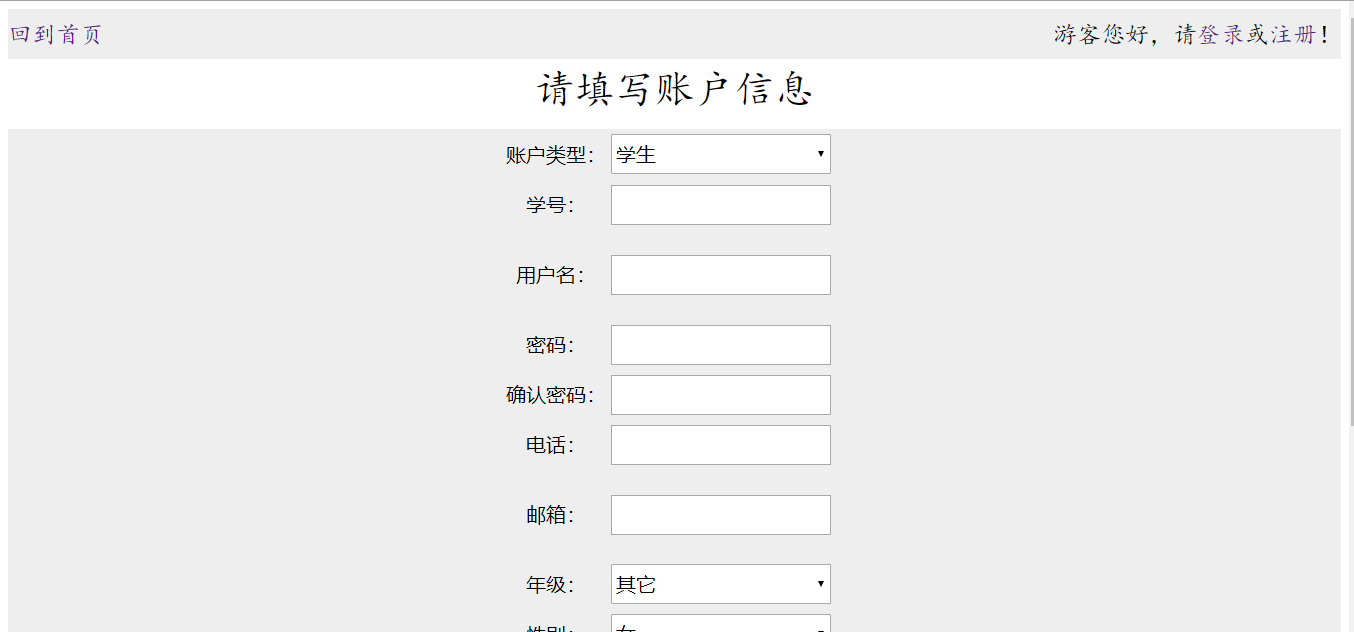 回到首页 游客您好，请登录或注册！
请填写账户信息
账户类型： 学生
学号：
用户名：
密码：
确认密码：
电话：
邮箱：
年级： 其它
性别： 女